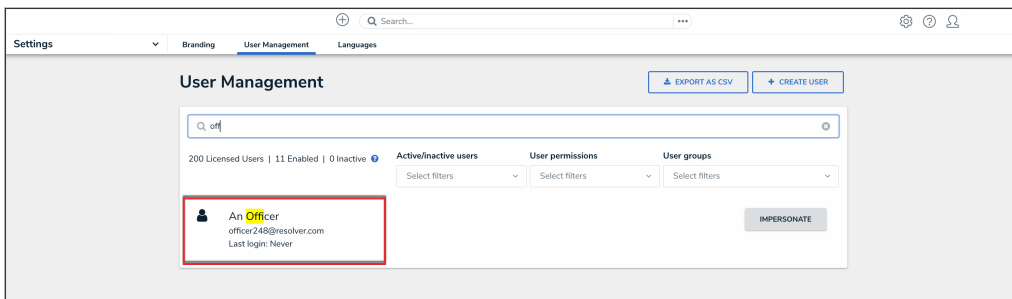 Search...
Settings
Branding User Management Languages
User Management
EXPORT AS CSV
+ CREATE USER
off
200 Licensed Users | 11 Enabled | 0 Inactive
Active/inactive users
User permissions
User groups
Select filters
Select filters
Select filters
An Officer
officer248@resolver.com
Last login: Never
IMPERSONATE